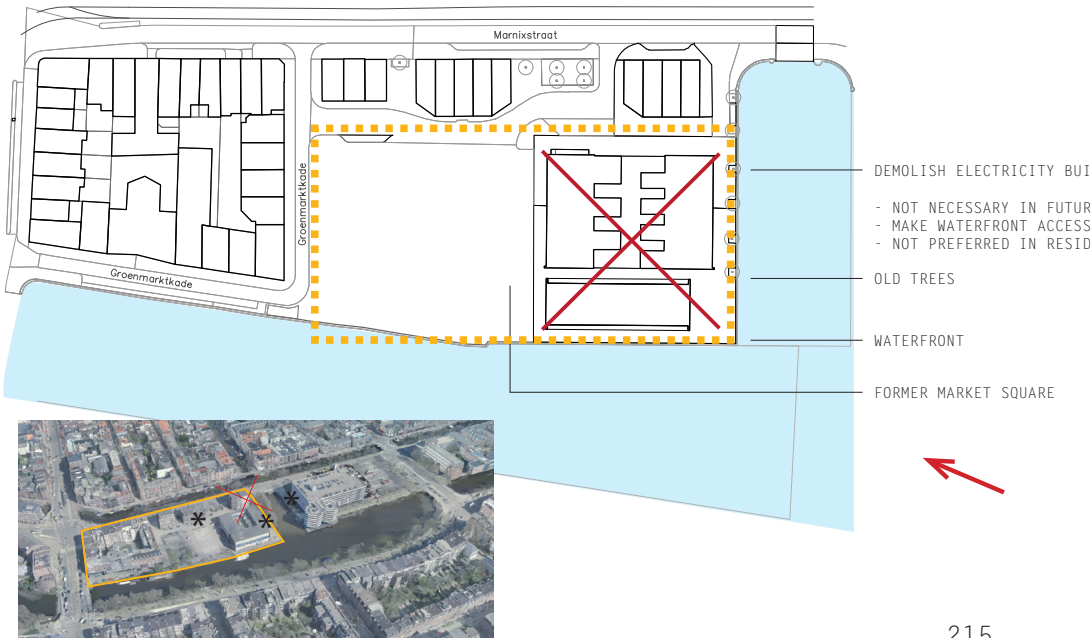 Marnixstraat
Groenmarktkade
Groenmarktkade
DEMOLISH ELECTRICITY BUI
- NOT NECESSARY IN FUTUR
- MAKE WATERFRONT ACCESS
- NOT PREFERRED IN RESID
OLD TREES
WATERFRONT
FORMER MARKET SQUARE
215